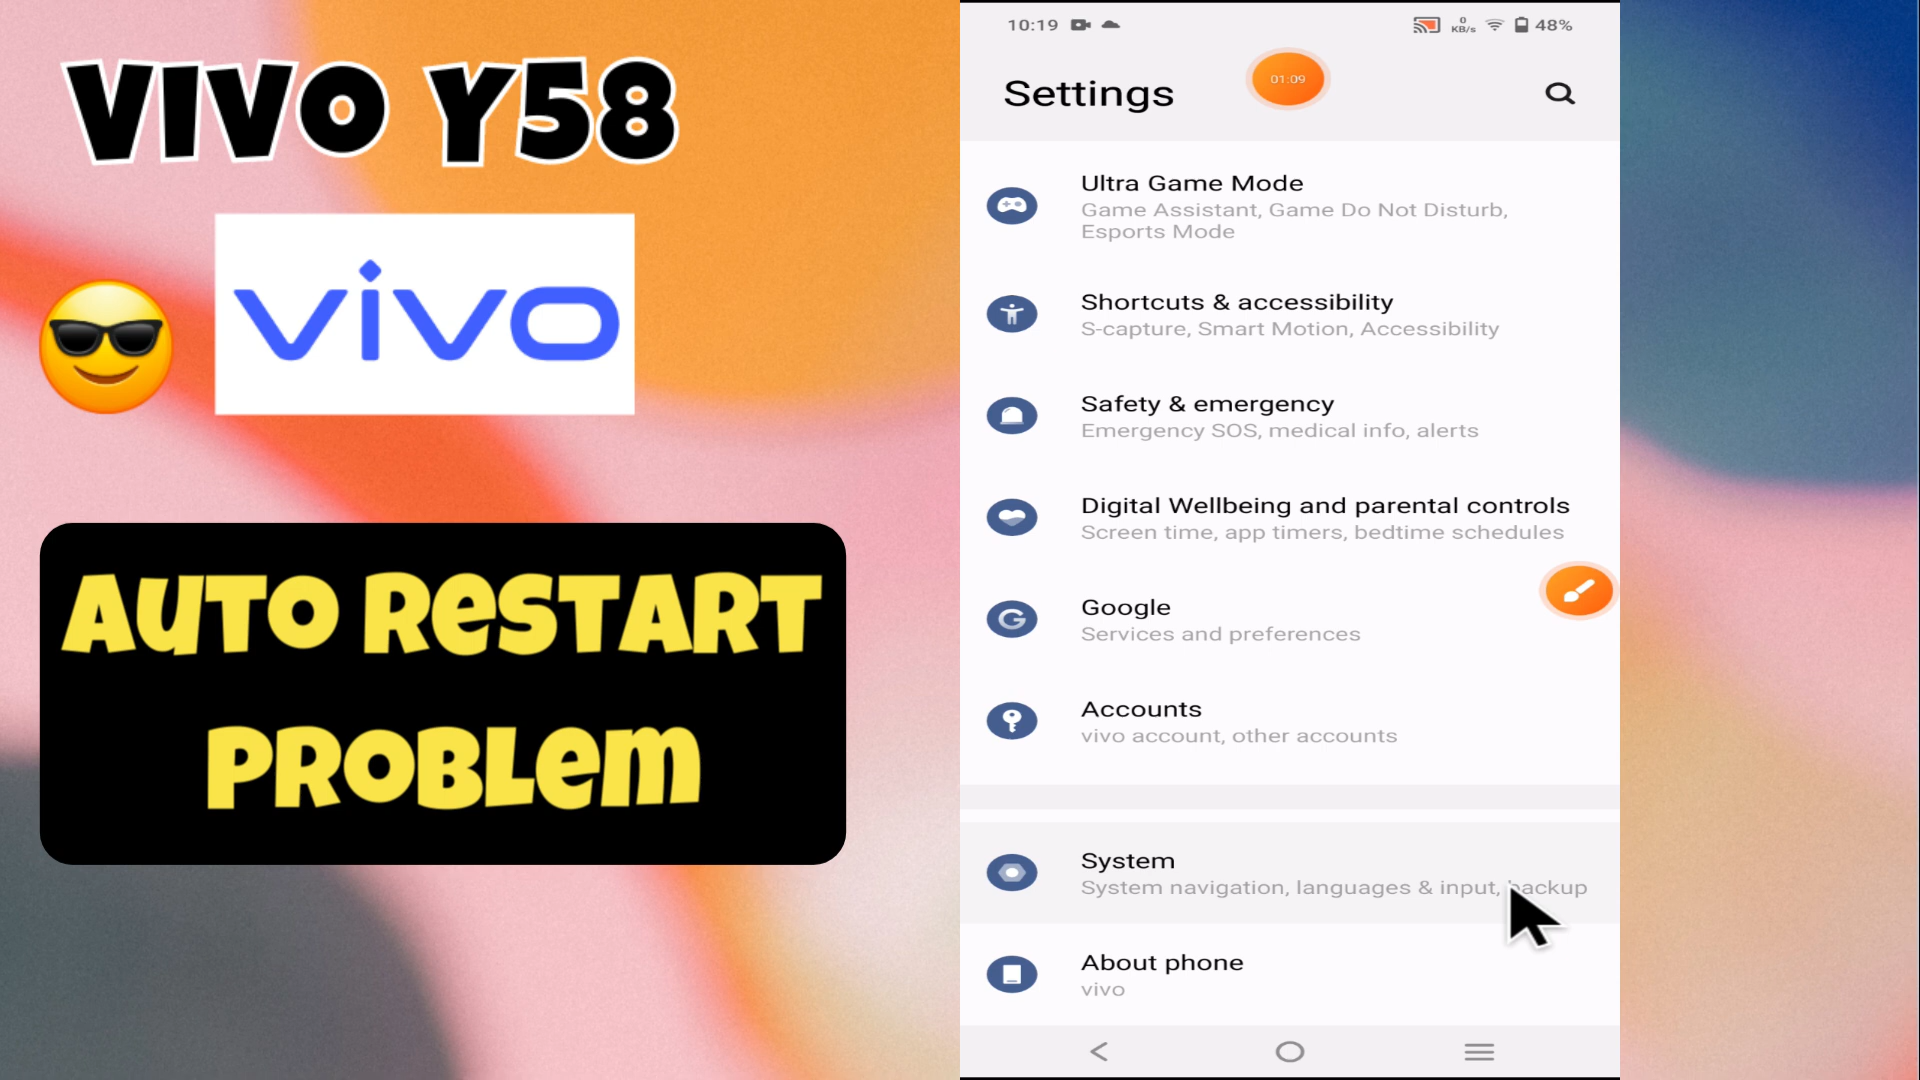 VIVO Y58
vivo
AUTO RESTART
PROBLEM
10:19
0
KB/s
48%
Settings
01:09
Ultra Game Mode
Game Assistant, Game Do Not Disturb,
Esports Mode
Shortcuts & accessibility
S-capture, Smart Motion, Accessibility
Safety & emergency
Emergency SOS, medical info, alerts
Digital Wellbeing and parental controls
Screen time, app timers, bedtime schedules
Google
Services and preferences
Accounts
vivo account, other accounts
System
System navigation, languages & input, backup
About phone
vivo